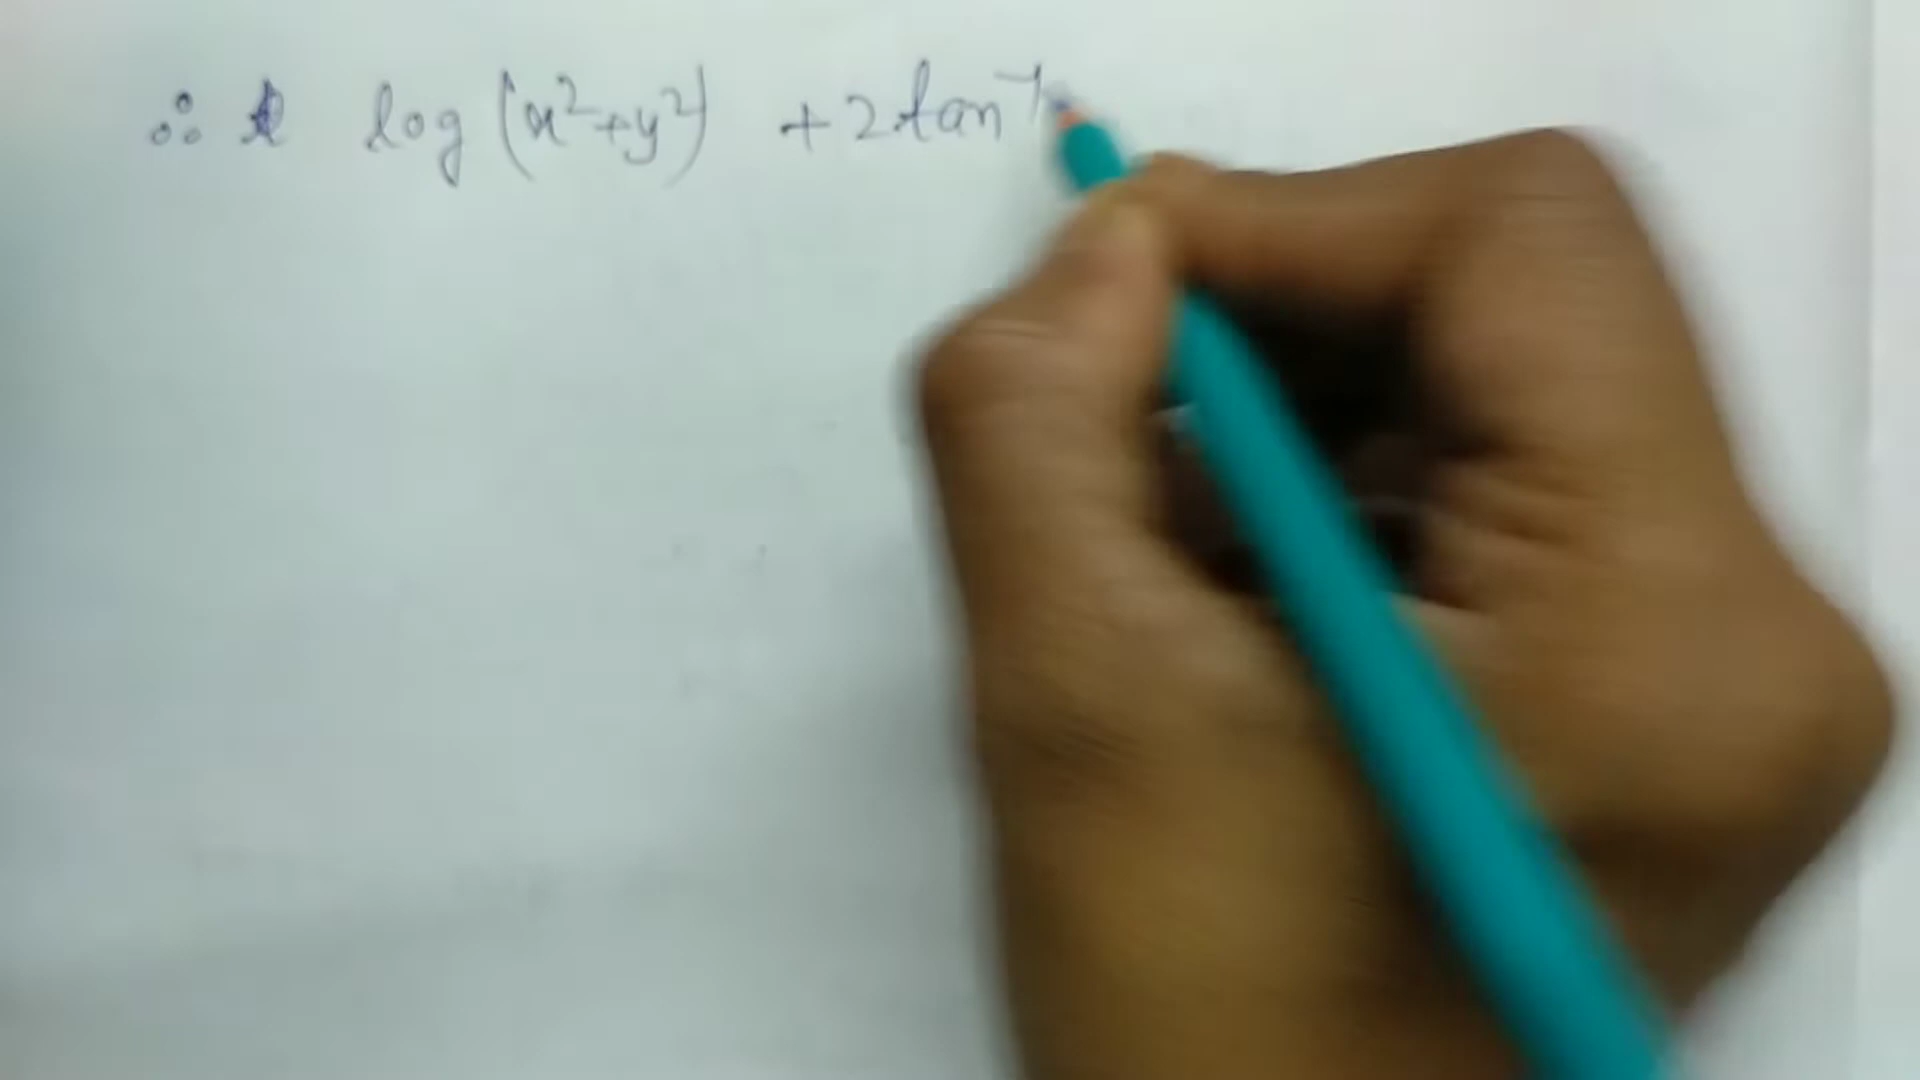 ∴ log (x²+y²) + 2tan⁻¹